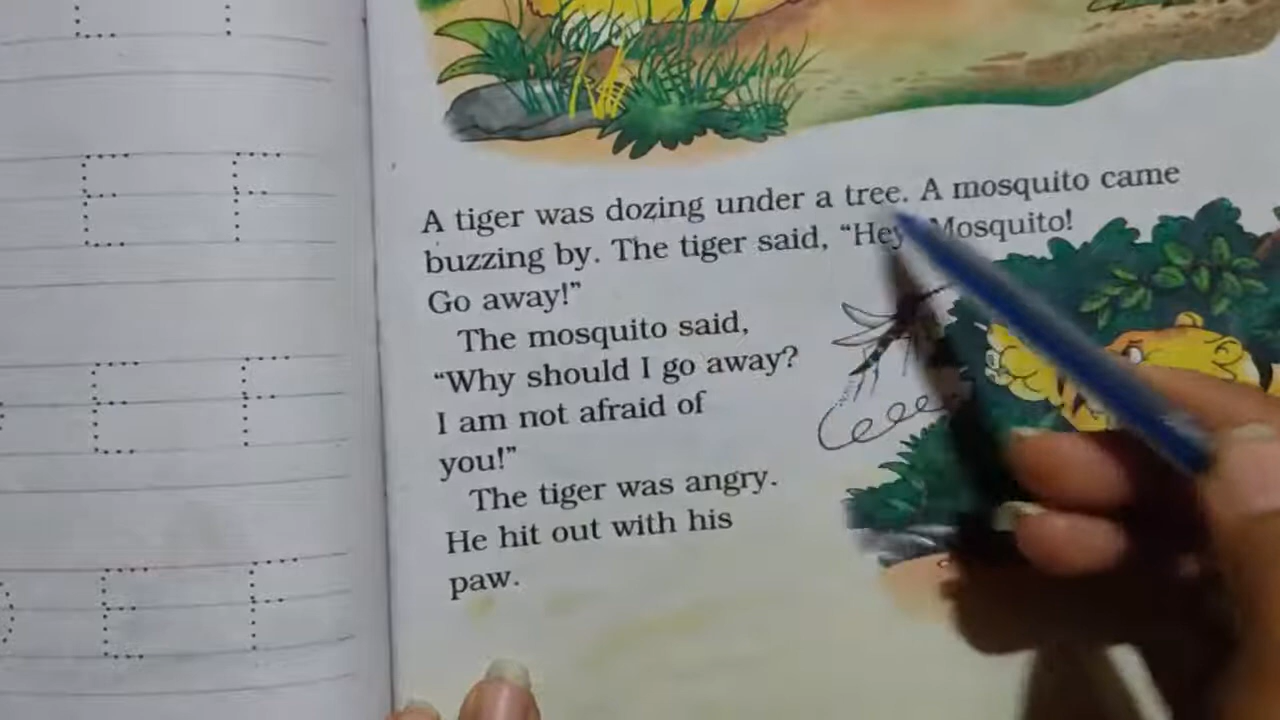 A tiger was dozing under a tree. A mosquito came
buzzing by. The tiger said, “Hey, Mosquito!
Go away!”
The mosquito said,
“Why should I go away?
I am not afraid of
you!”
The tiger was angry.
He hit out with his
paw.
E F
E F
E F